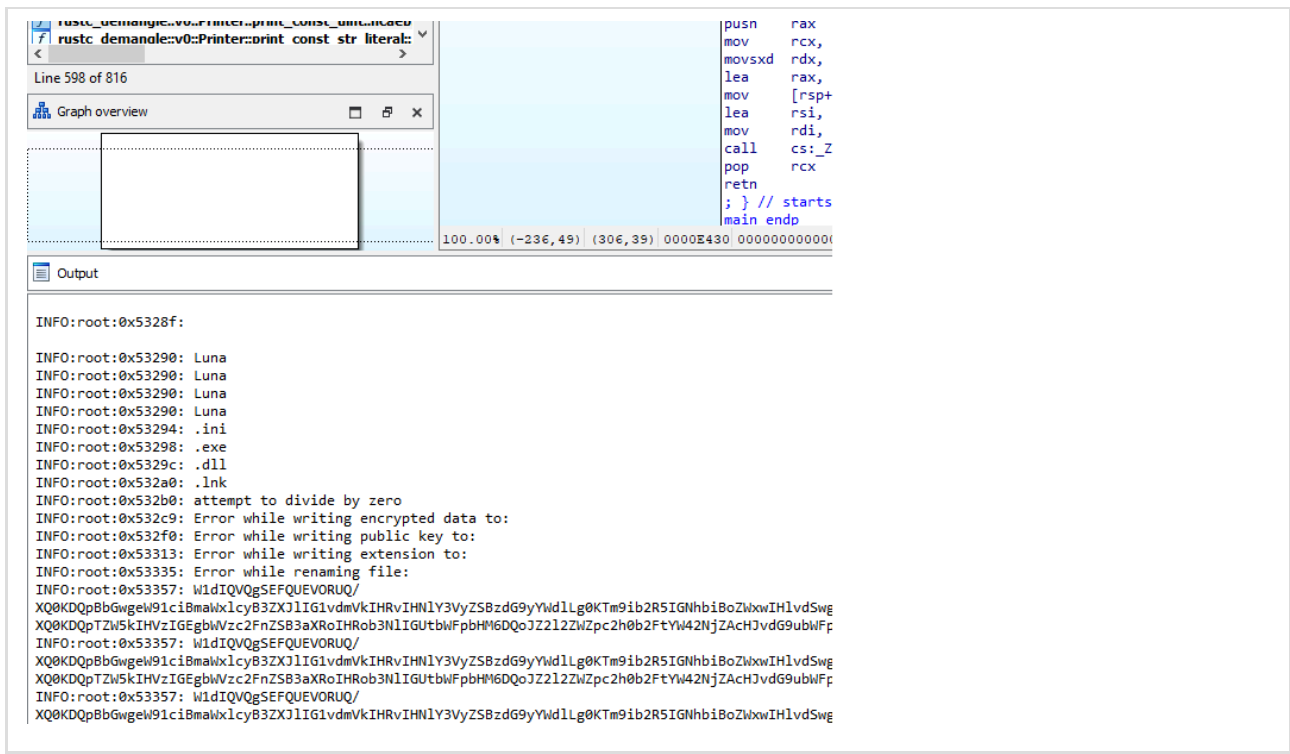 rustc_demangle::v0::Printer::print_const_uint::hcaeb
f rustc_demangle::v0::Printer::print_const_str_literal::
Line 598 of 816
Graph overview
push rax
mov rcx,
movsxd rdx,
lea rax,
mov [rsp+
lea rsi,
mov rdi,
call cs:_Z
pop rcx
retn
; } // starts
main endp
100.00% (-236,49) (306,39) 0000E430 000000000000
Output
INFO:root:0x5328f:
INFO:root:0x53290: Luna
INFO:root:0x53290: Luna
INFO:root:0x53290: Luna
INFO:root:0x53290: Luna
INFO:root:0x53294: .ini
INFO:root:0x53298: .exe
INFO:root:0x5329c: .dll
INFO:root:0x532a0: .lnk
INFO:root:0x532b0: attempt to divide by zero
INFO:root:0x532c9: Error while writing encrypted data to:
INFO:root:0x532f0: Error while writing public key to:
INFO:root:0x53313: Error while writing extension to:
INFO:root:0x53335: Error while renaming file:
INFO:root:0x53357: W1dIQVQgSEFQUEVORUQ/
XQ0KDQpBbGwgeW91ciBmaWxlcyB3ZXJlIG1vdmVkIHRvIHNlY3VyZSBzdG9yYWdlLg0KTm9ib2R5IGNhbiBoZWxwIHlvdSwg
XQ0KDQpTZW5kIHVzIGEgbWVzc2FnZSB3aXRoIHRob3NlIGUtbWFpbHM6DQoJZ2l2ZWZpc2h0b2FtYW42NjZAcHJvdG9ubWFp
INFO:root:0x53357: W1dIQVQgSEFQUEVORUQ/
XQ0KDQpBbGwgeW91ciBmaWxlcyB3ZXJlIG1vdmVkIHRvIHNlY3VyZSBzdG9yYWdlLg0KTm9ib2R5IGNhbiBoZWxwIHlvdSwg
XQ0KDQpTZW5kIHVzIGEgbWVzc2FnZSB3aXRoIHRob3NlIGUtbWFpbHM6DQoJZ2l2ZWZpc2h0b2FtYW42NjZAcHJvdG9ubWFp
INFO:root:0x53357: W1dIQVQgSEFQUEVORUQ/
XQ0KDQpBbGwgeW91ciBmaWxlcyB3ZXJlIG1vdmVkIHRvIHNlY3VyZSBzdG9yYWdlLg0KTm9ib2R5IGNhbiBoZWxwIHlvdSwg